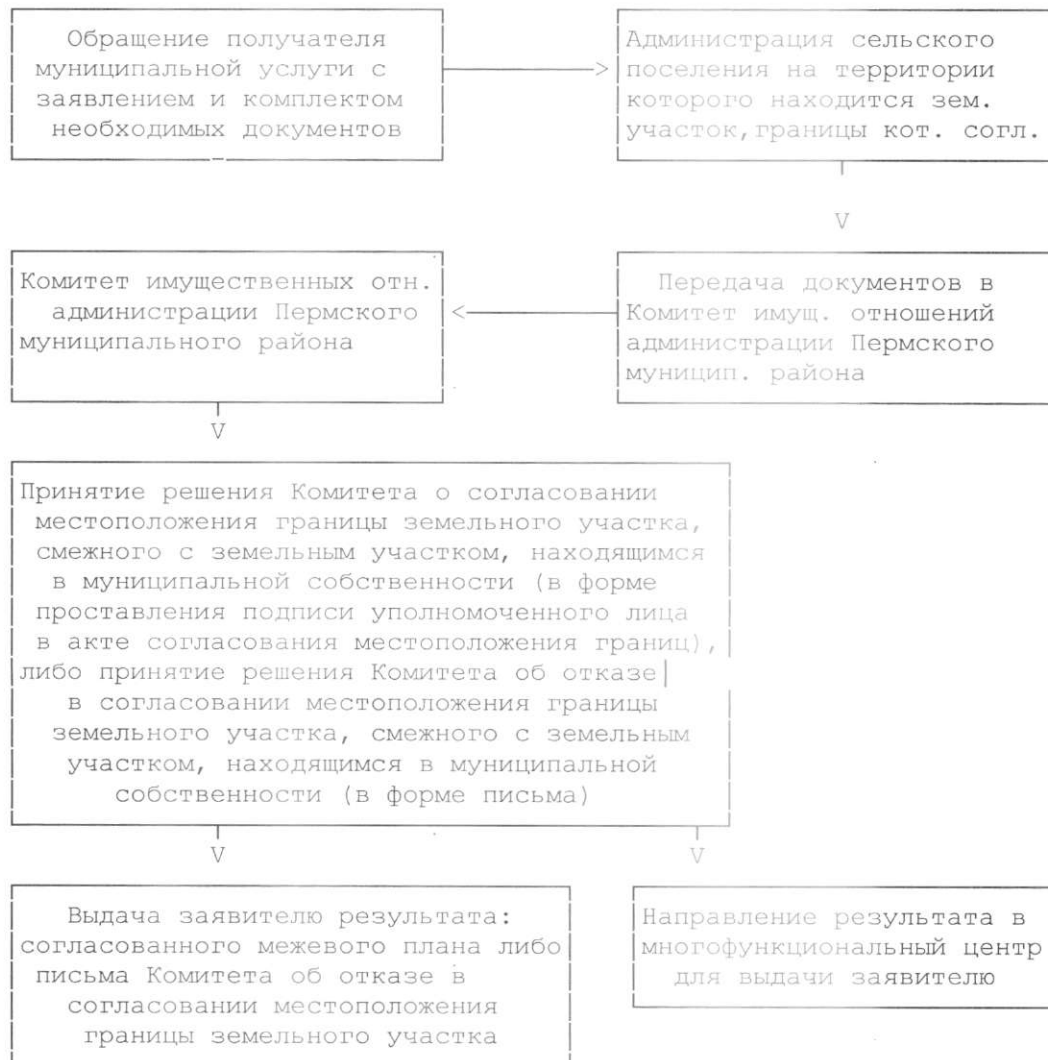 Обращение получателя
муниципальной услуги с
заявлением и комплектом
необходимых документов
Администрация сельского
поселения на территории
которого находится зем.
участок,границы кот. согл.
V
Передача документов в
Комитет имущ. отношений
администрации Пермского
муницип. района
Комитет имущественных отн.
администрации Пермского
муниципального района
V
Принятие решения Комитета о согласовании
местоположения границы земельного участка,
смежного с земельным участком, находящимся
в муниципальной собственности (в форме
проставления подписи уполномоченного лица
в акте согласования местоположения границ),
либо принятие решения Комитета об отказе
в согласовании местоположения границы
земельного участка, смежного с земельным
участком, находящимся в муниципальной
собственности (в форме письма)
V V
Выдача заявителю результата:
согласованного межевого плана либо
письма Комитета об отказе в
согласовании местоположения
границы земельного участка
Направление результата в
многофункциональный центр
для выдачи заявителю